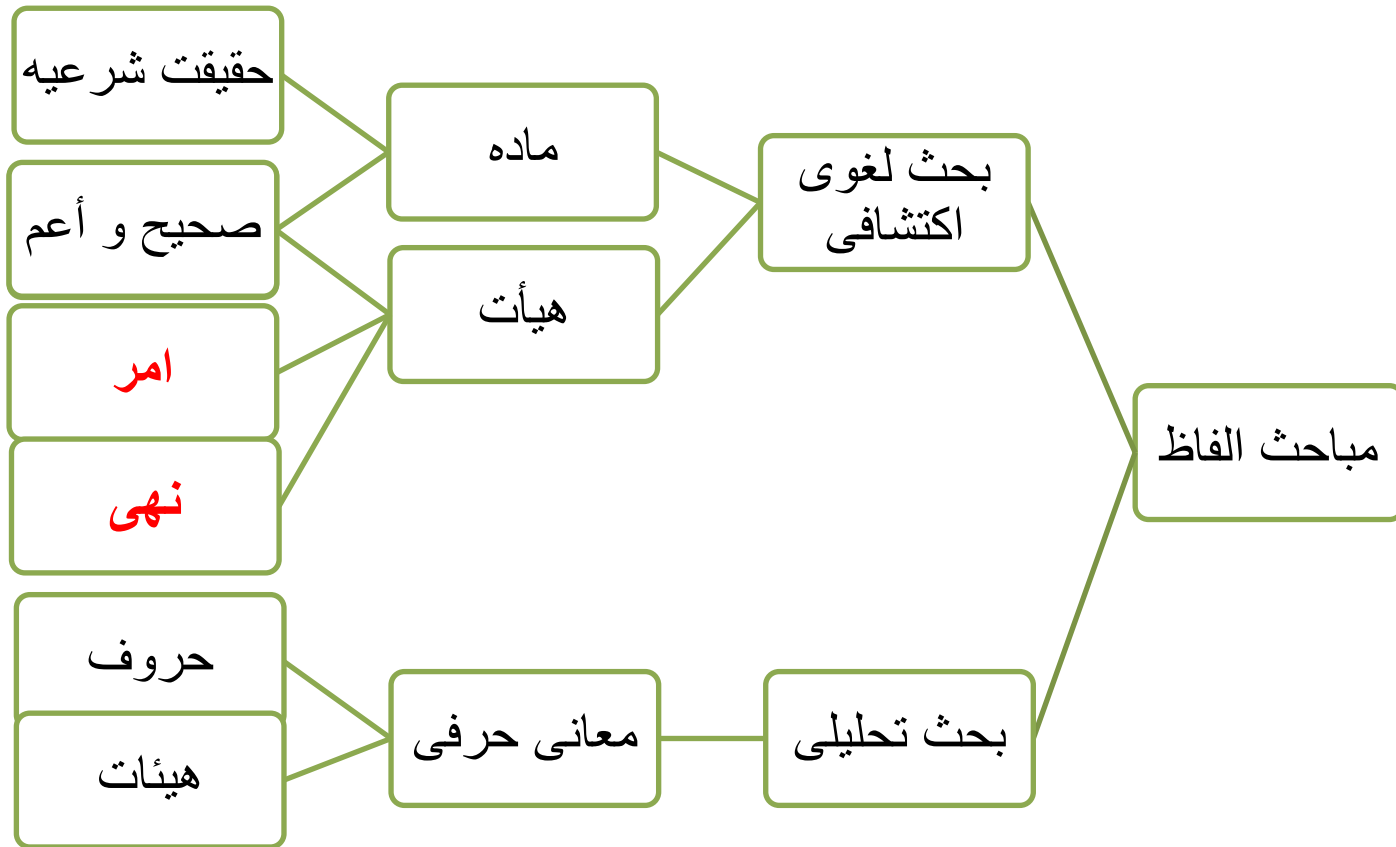 مباحث الفاظ
بحث لغوی
اکتشافی
ماده
حقیقت شرعیه
صحیح و أعم
هیأت
امر
نهی
بحث تحلیلی
معانی حرفی
حروف
هیئات